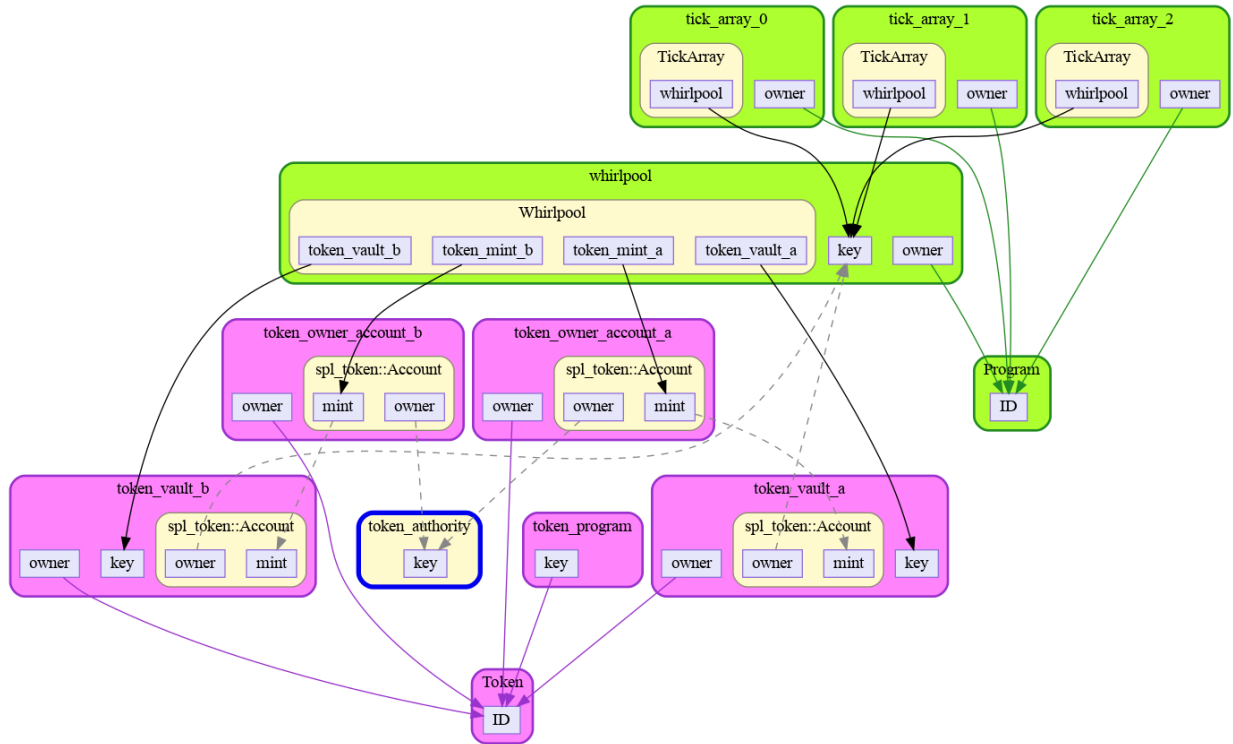 tick_array_0
tick_array_1
tick_array_2
TickArray
TickArray
TickArray
whirlpool
owner
whirlpool
owner
whirlpool
owner
whirlpool
Whirlpool
token_vault_b
token_mint_b
token_mint_a
token_vault_a
key
owner
token_owner_account_b
token_owner_account_a
spl_token::Account
spl_token::Account
Program
owner
mint
owner
owner
owner
mint
ID
token_vault_b
token_vault_a
spl_token::Account
token_authority
token_program
spl_token::Account
owner
key
owner
mint
key
key
owner
owner
mint
key
Token
ID